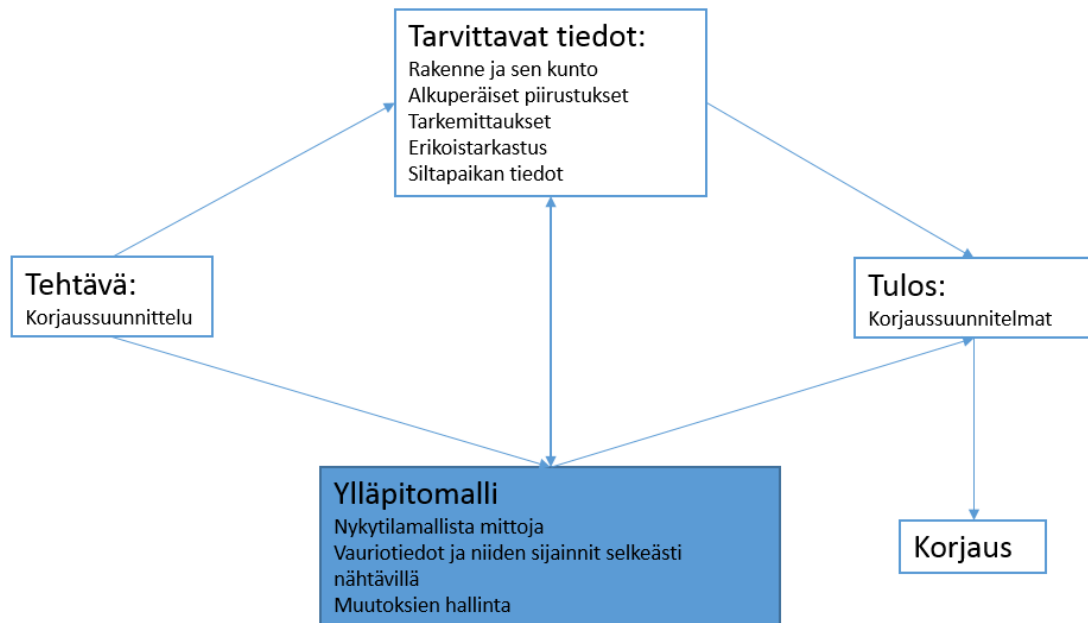 Tarvittavat tiedot:
Rakenne ja sen kunto
Alkuperäiset piirustukset
Tarkemittaukset
Erikoistarkastus
Siltapaikan tiedot
Tehtävä:
Korjaussuunnittelu
Tulos:
Korjaussuunnitelmat
Ylläpitomalli
Nykytilamallista mittoja
Vauriotiedot ja niiden sijainnit selkeästi
nähtävillä
Muutoksien hallinta
Korjaus